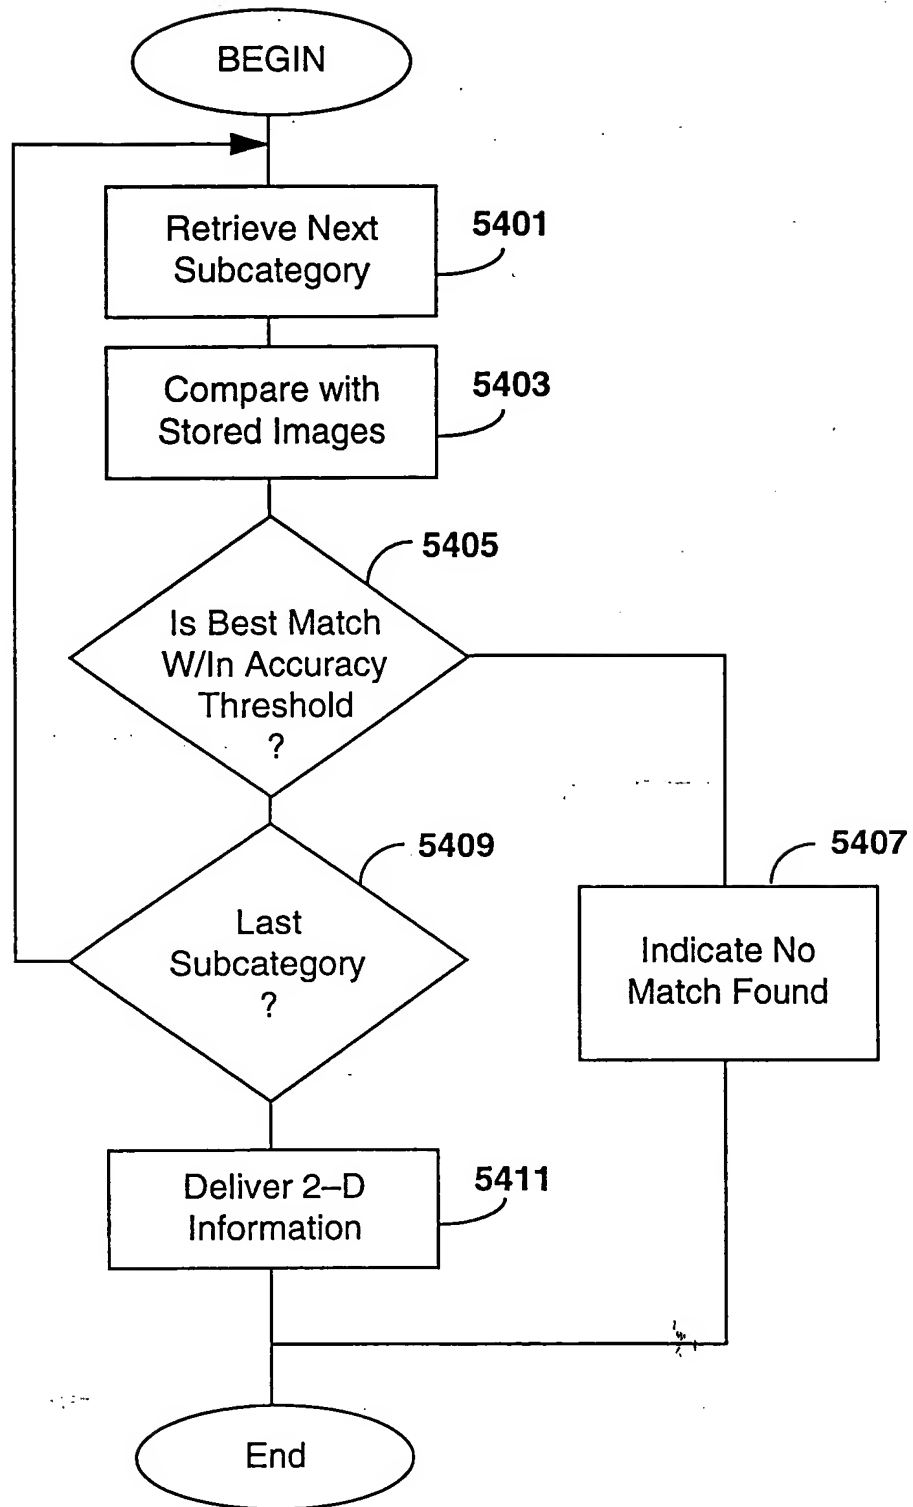 BEGIN
Retrieve Next
Subcategory
5401
Compare with
Stored Images
5403
5405
Is Best Match
W/In Accuracy
Threshold
?
5409
Last
Subcategory
?
5407
Indicate No
Match Found
Deliver 2–D
Information
5411
End